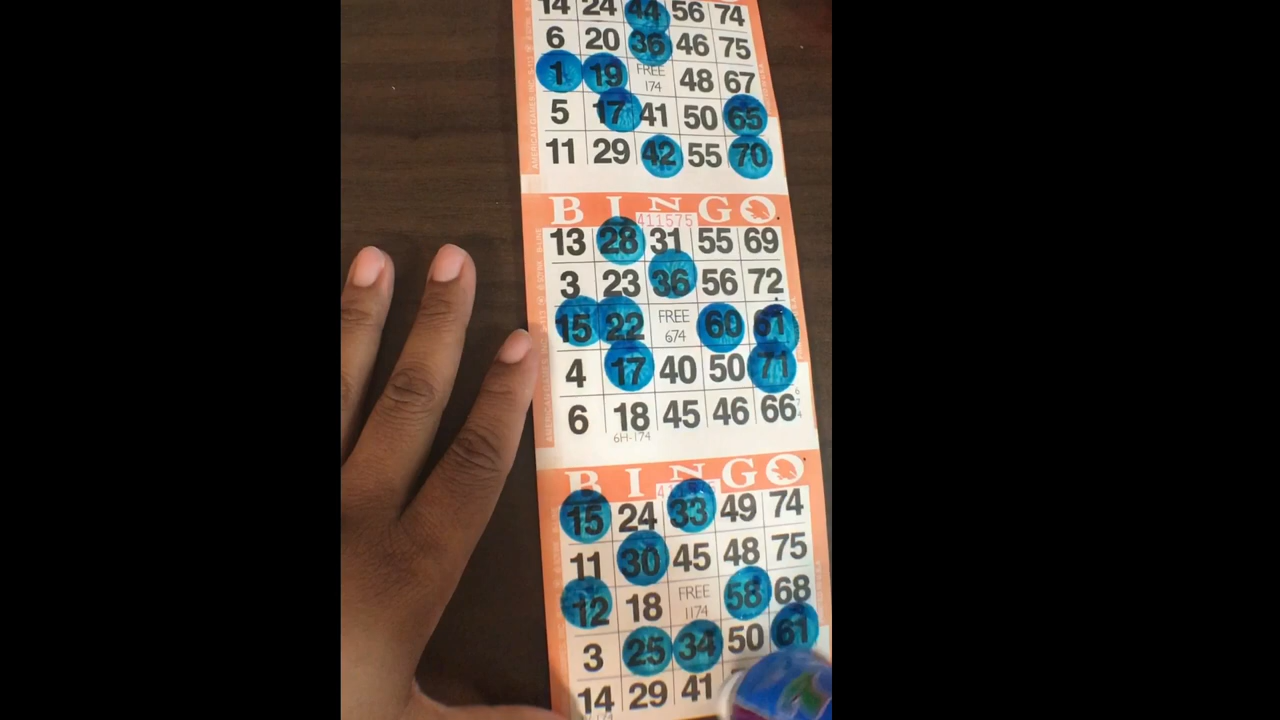 14 24 44 56 74
6 20 36 46 75
1 19 FREE 174 48 67
5 17 41 50 65
11 29 42 55 70
BINGO
411575
13 28 31 55 69
3 23 36 56 72
15 22 FREE 674 60 61
4 17 40 50 71
6 18 45 46 66
6H-174
674
BINGO
15 24 33 49 74
11 30 45 48 75
12 18 FREE 1174 58 68
3 25 34 50 61
14 29 41